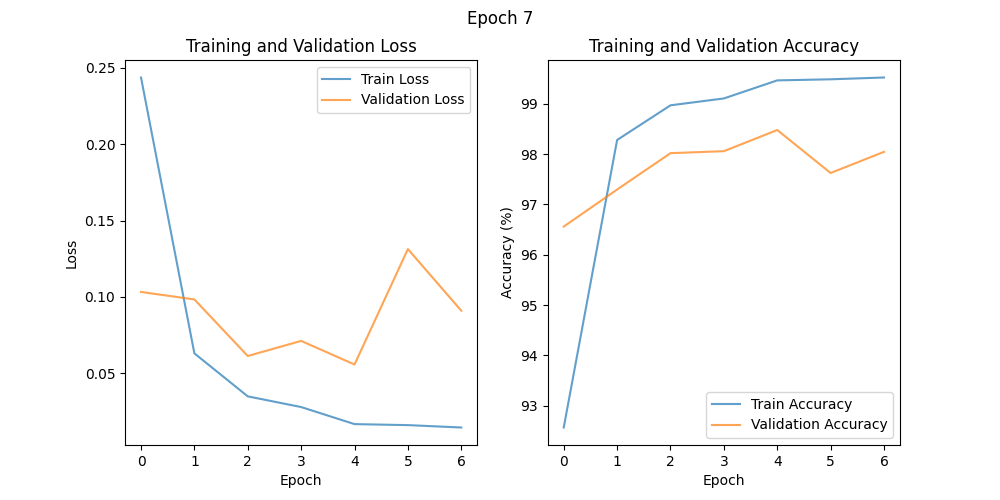 Epoch 7
Training and Validation Loss
Train Loss
Validation Loss
0.25
0.20
0.15
0.10
0.05
Loss
0 1 2 3 4 5 6
Epoch
Training and Validation Accuracy
99
98
97
96
95
94
93
Accuracy (%)
Train Accuracy
Validation Accuracy
0 1 2 3 4 5 6
Epoch